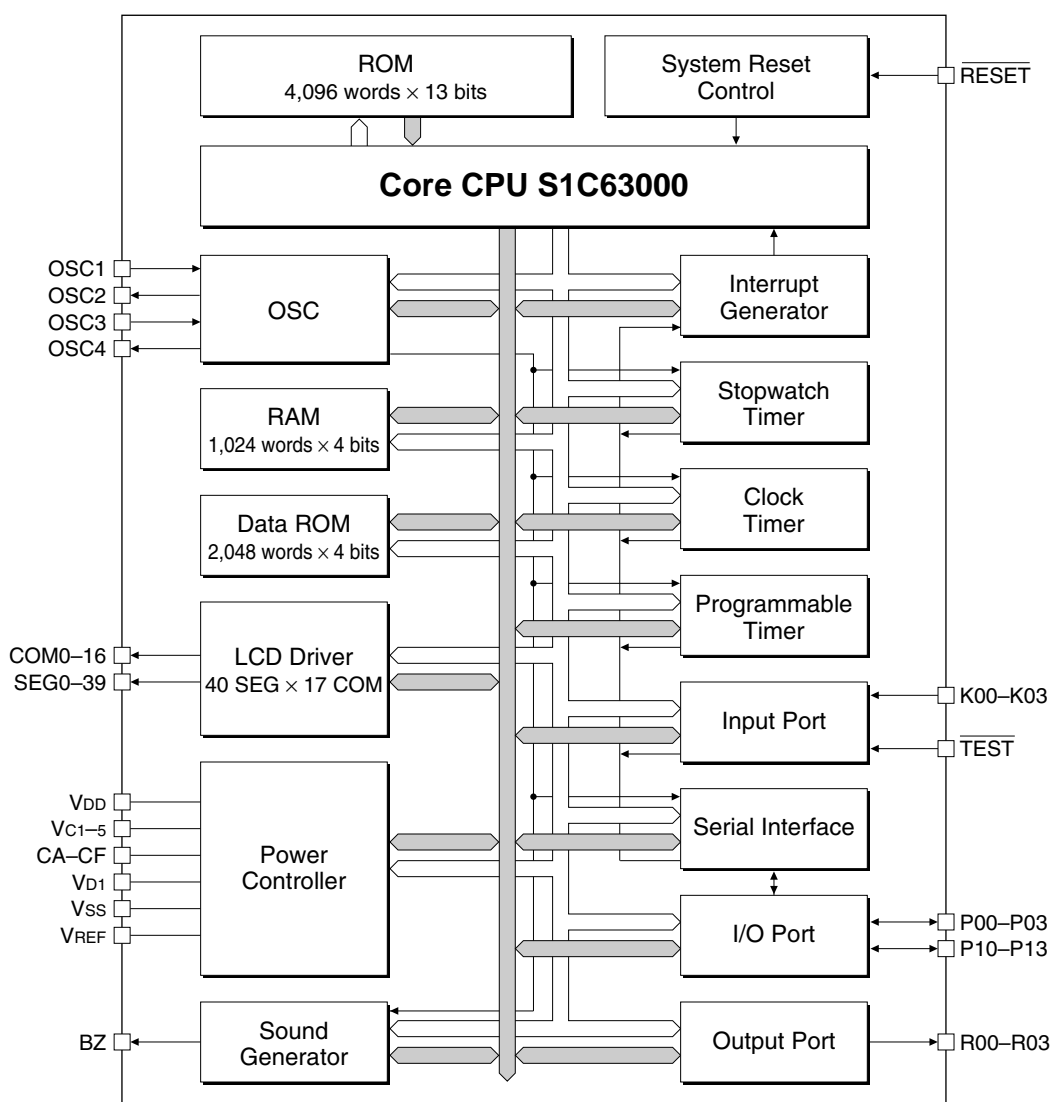 ROM
4,096 words × 13 bits
System Reset
Control
RESET
Core CPU S1C63000
OSC1
OSC2
OSC3
OSC4
OSC
Interrupt
Generator
RAM
1,024 words × 4 bits
Stopwatch
Timer
Data ROM
2,048 words × 4 bits
Clock
Timer
COM0–16
SEG0–39
LCD Driver
40 SEG × 17 COM
Programmable
Timer
Input Port
K00–K03
TEST
VDD
VC1–5
CA–CF
VD1
VSS
VREF
Power
Controller
Serial Interface
I/O Port
P00–P03
P10–P13
BZ
Sound
Generator
Output Port
R00–R03